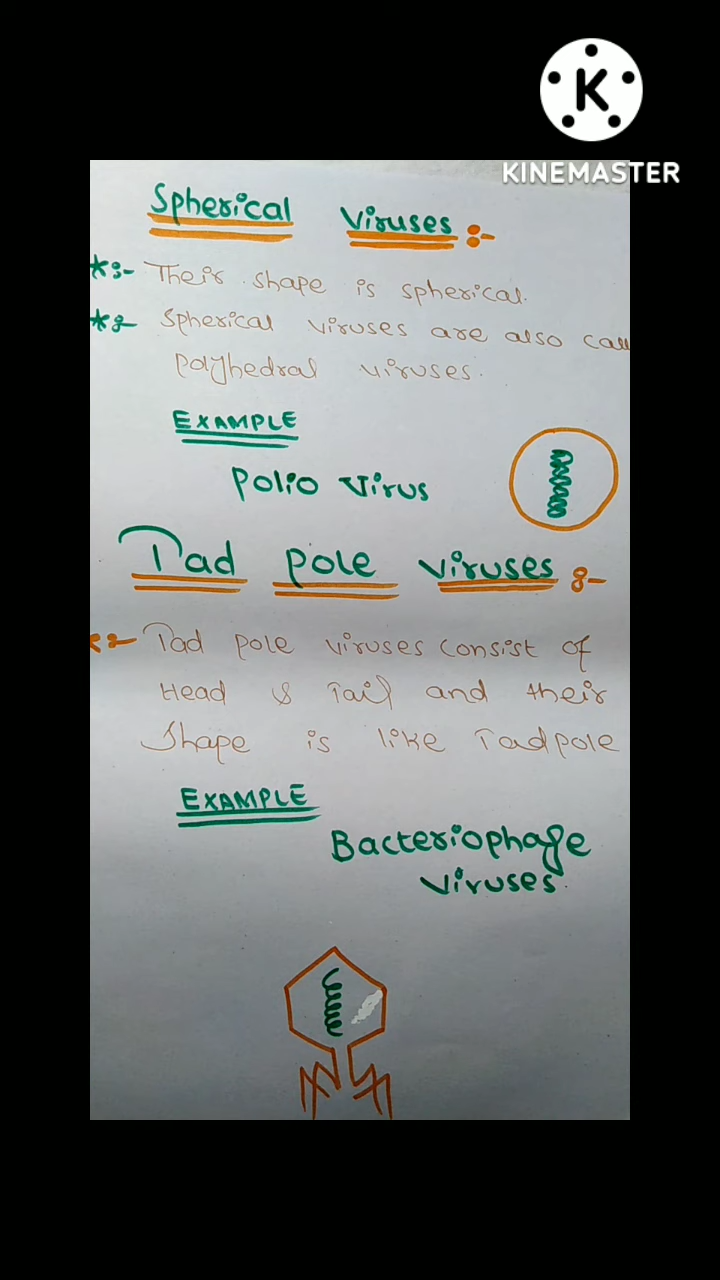 K
KINEMASTER
Spherical Viruses :-
*:- Their shape is spherical.
*: Spherical viruses are also
Polyhedral viruses.
EXAMPLE
Polio Virus
Tad pole viruses :-
Tad pole viruses consist of
Head & Tail and their
Shape is like Tadpole
EXAMPLE
Bacteriophage
viruses.